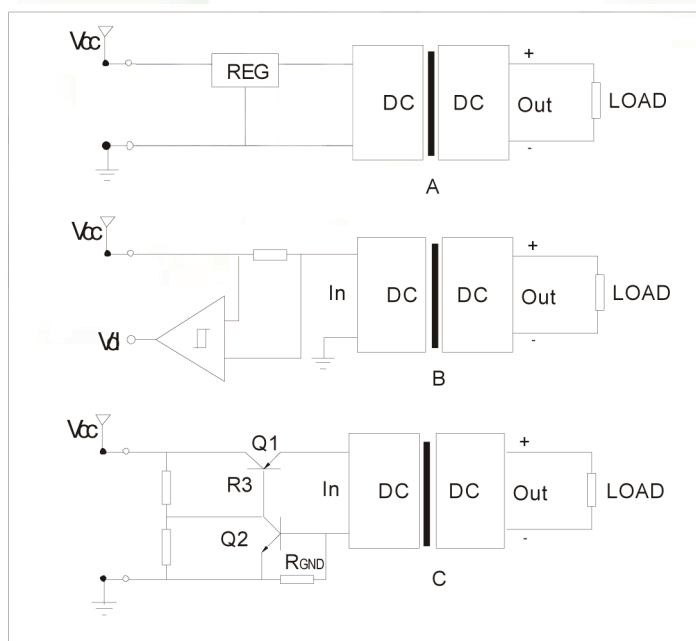 Vcc
REG
DC
DC
+
Out
-
LOAD
A
Vcc
In
DC
DC
+
Out
-
LOAD
Vd
B
Vcc
Q1
R3
In
DC
DC
+
Out
-
LOAD
Q2
RGND
C